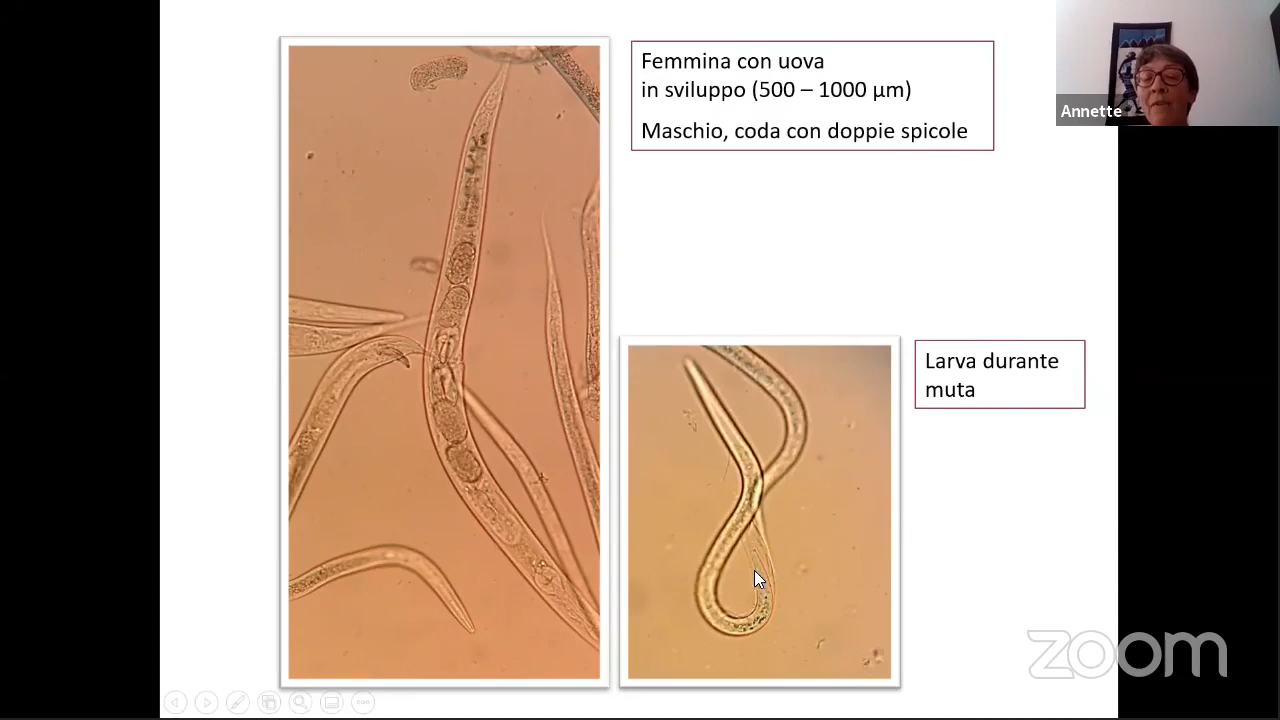 Femmina con uova
in sviluppo (500 – 1000 µm)
Maschio, coda con doppie spicole
Annette
Larva durante
muta
zoom